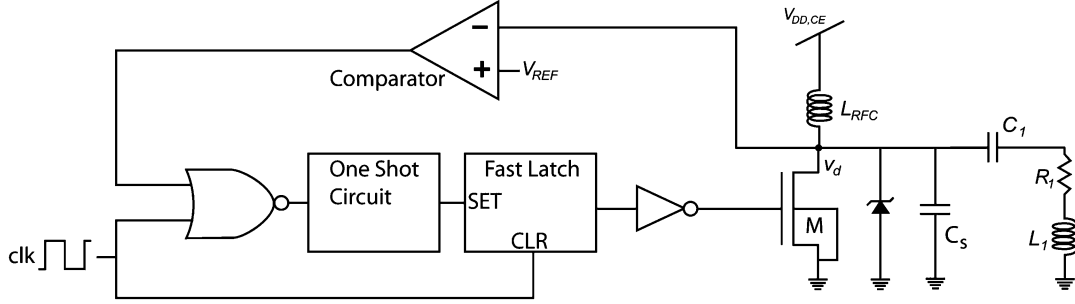 V_DD,CE
−
+
V_REF
Comparator
L_RFC
C_1
One Shot
Circuit
Fast Latch
v_d
R_1
SET
M
C_s
L_1
CLR
clk